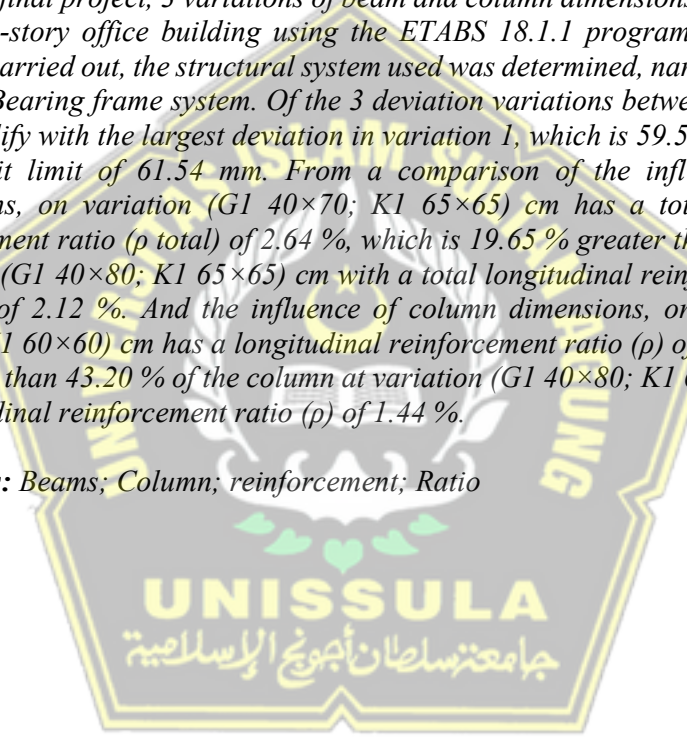 final project, 3 variations of beam and column dimensions
-story office building using the ETABS 18.1.1 program
arried out, the structural system used was determined, nar
Bearing frame system. Of the 3 deviation variations betwe
lify with the largest deviation in variation 1, which is 59.5
it limit of 61.54 mm. From a comparison of the infl
ns, on variation (G1 40×70; K1 65×65) cm has a tot
ment ratio (ρ total) of 2.64 %, which is 19.65 % greater th
(G1 40×80; K1 65×65) cm with a total longitudinal rein
of 2.12 %. And the influence of column dimensions, on
1 60×60) cm has a longitudinal reinforcement ratio (ρ) o
than 43.20 % of the column at variation (G1 40×80; K1
dinal reinforcement ratio (ρ) of 1.44 %.
: Beams; Column; reinforcement; Ratio
UNIVERSITAS ISLAM SULTAN AGUNG
UNISSULA
جامعتنسلطان أجونج الإسلامية